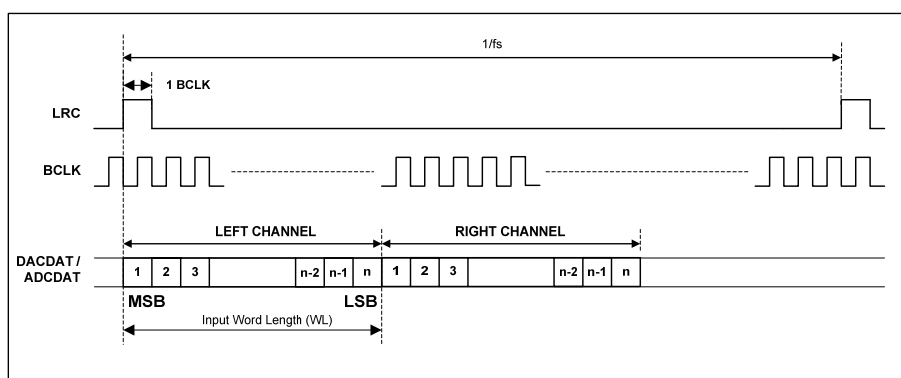 1/fs
1 BCLK
LRC
BCLK
LEFT CHANNEL RIGHT CHANNEL
DACDAT /
ADCDAT
1 2 3 n-2 n-1 n 1 2 3 n-2 n-1 n
MSB LSB
Input Word Length (WL)